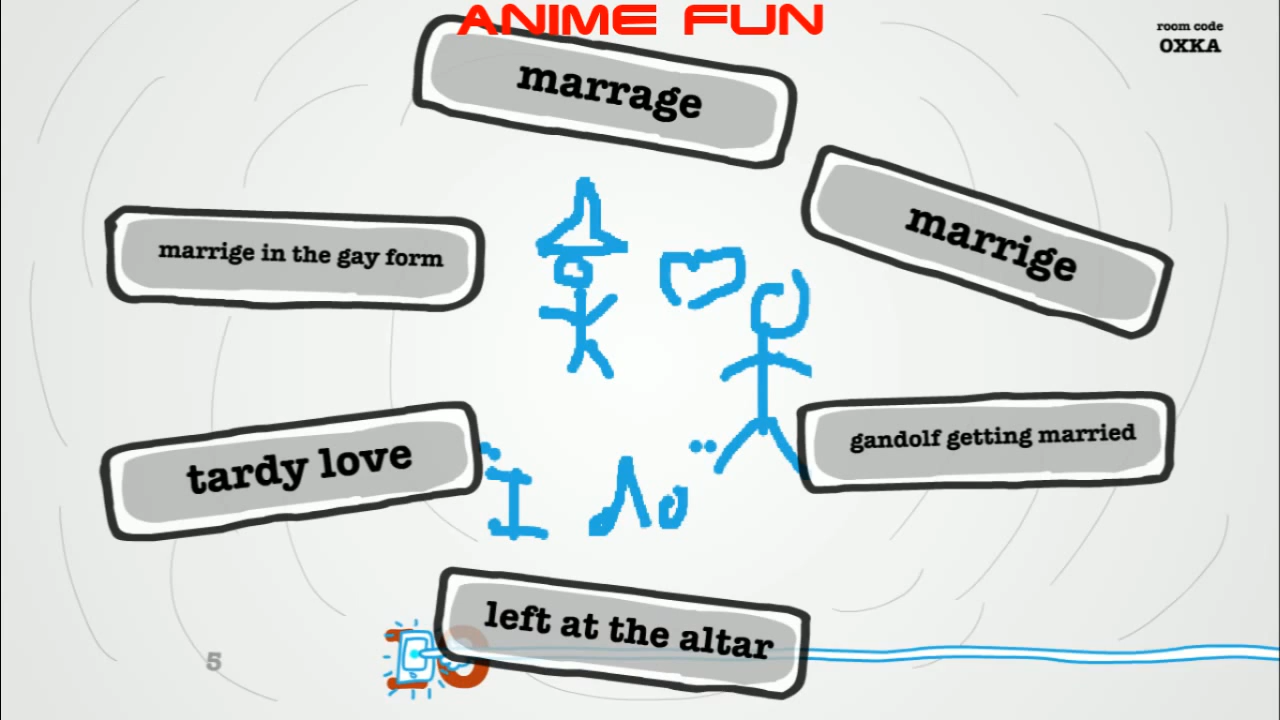 ANIME FUN
room code
OXKA
marrage
marrige
marrige in the gay form
gandolf getting married
tardy love
"I do"
left at the altar
5